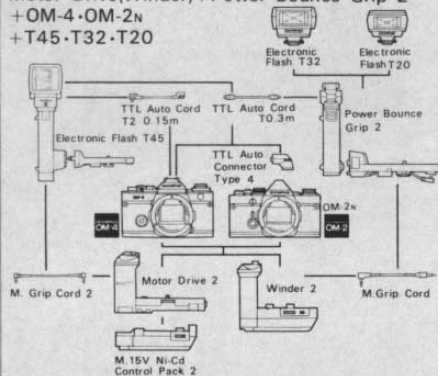 Motor Drive(Winder)+Power Bounce Grip 2
+OM-4·OM-2N
+T45·T32·T20
Electronic
Flash T32
Electronic
Flash T20
TTL Auto Cord
T2 0.15m
TTL Auto Cord
T0.3m
Power Bounce
Grip 2
Electronic Flash T45
TTL Auto
Connector
Type 4
OM-4
OM-2N
OM-2
M. Grip Cord 2
Motor Drive 2
Winder 2
M.Grip Cord
M.15V Ni-Cd
Control Pack 2